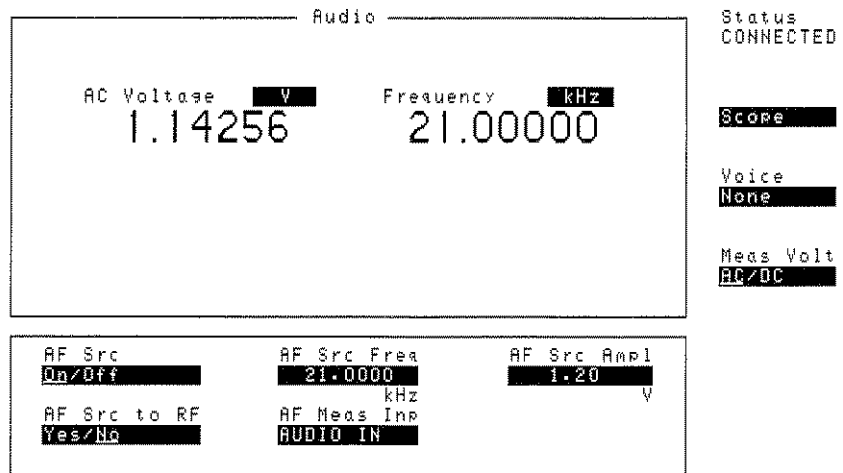 Audio
AC Voltage V
1.14256
Frequency kHz
21.00000
Status
CONNECTED
Scope
Voice
None
Meas Volt
AC/DC
AF Src
On/Off
AF Src Freq
21.0000
kHz
AF Src Ampl
1.20
V
AF Src to RF
Yes/No
AF Meas Inp
AUDIO IN